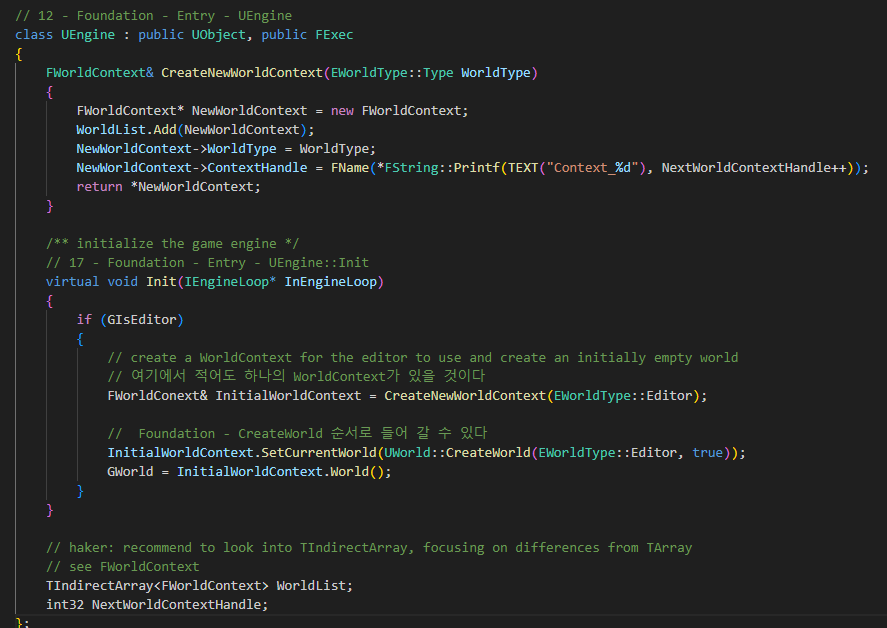 // 12 - Foundation - Entry - UEngine
class UEngine : public UObject, public FExec
{
    FWorldContext& CreateNewWorldContext(EWorldType::Type WorldType)
    {
        FWorldContext* NewWorldContext = new FWorldContext;
        WorldList.Add(NewWorldContext);
        NewWorldContext->WorldType = WorldType;
        NewWorldContext->ContextHandle = FName(*FString::Printf(TEXT("Context_%d"), NextWorldContextHandle++));
        return *NewWorldContext;
    }

    /** initialize the game engine */
    // 17 - Foundation - Entry - UEngine::Init
    virtual void Init(IEngineLoop* InEngineLoop)
    {
        if (GIsEditor)
        {
            // create a WorldContext for the editor to use and create an initially empty world
            // 여기에서 적어도 하나의 WorldContext가 있을 것이다
            FWorldConext& InitialWorldContext = CreateNewWorldContext(EWorldType::Editor);

            //  Foundation - CreateWorld 순서로 들어 갈 수 있다
            InitialWorldContext.SetCurrentWorld(UWorld::CreateWorld(EWorldType::Editor, true));
            GWorld = InitialWorldContext.World();
        }
    }

    // haker: recommend to look into TIndirectArray, focusing on differences from TArray
    // see FWorldContext
    TIndirectArray<FWorldContext> WorldList;
    int32 NextWorldContextHandle;
};